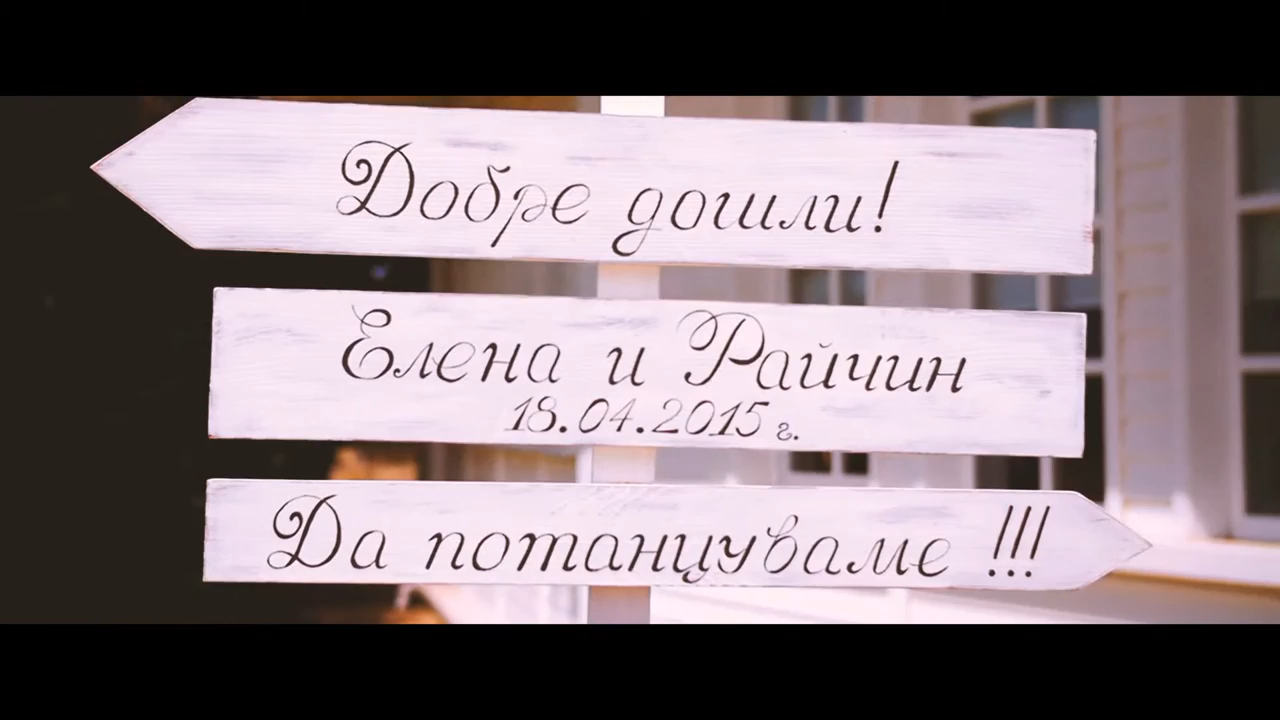 Добре дошли!
Елена и Райчин
18.04.2015 г.
Да потанцуваме !!!